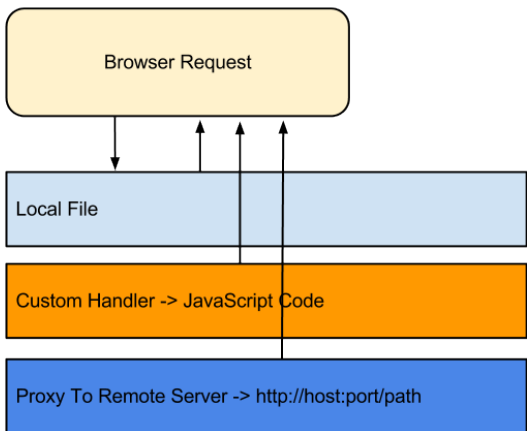 Browser Request
Local File
Custom Handler -> JavaScript Code
Proxy To Remote Server -> http://host:port/path